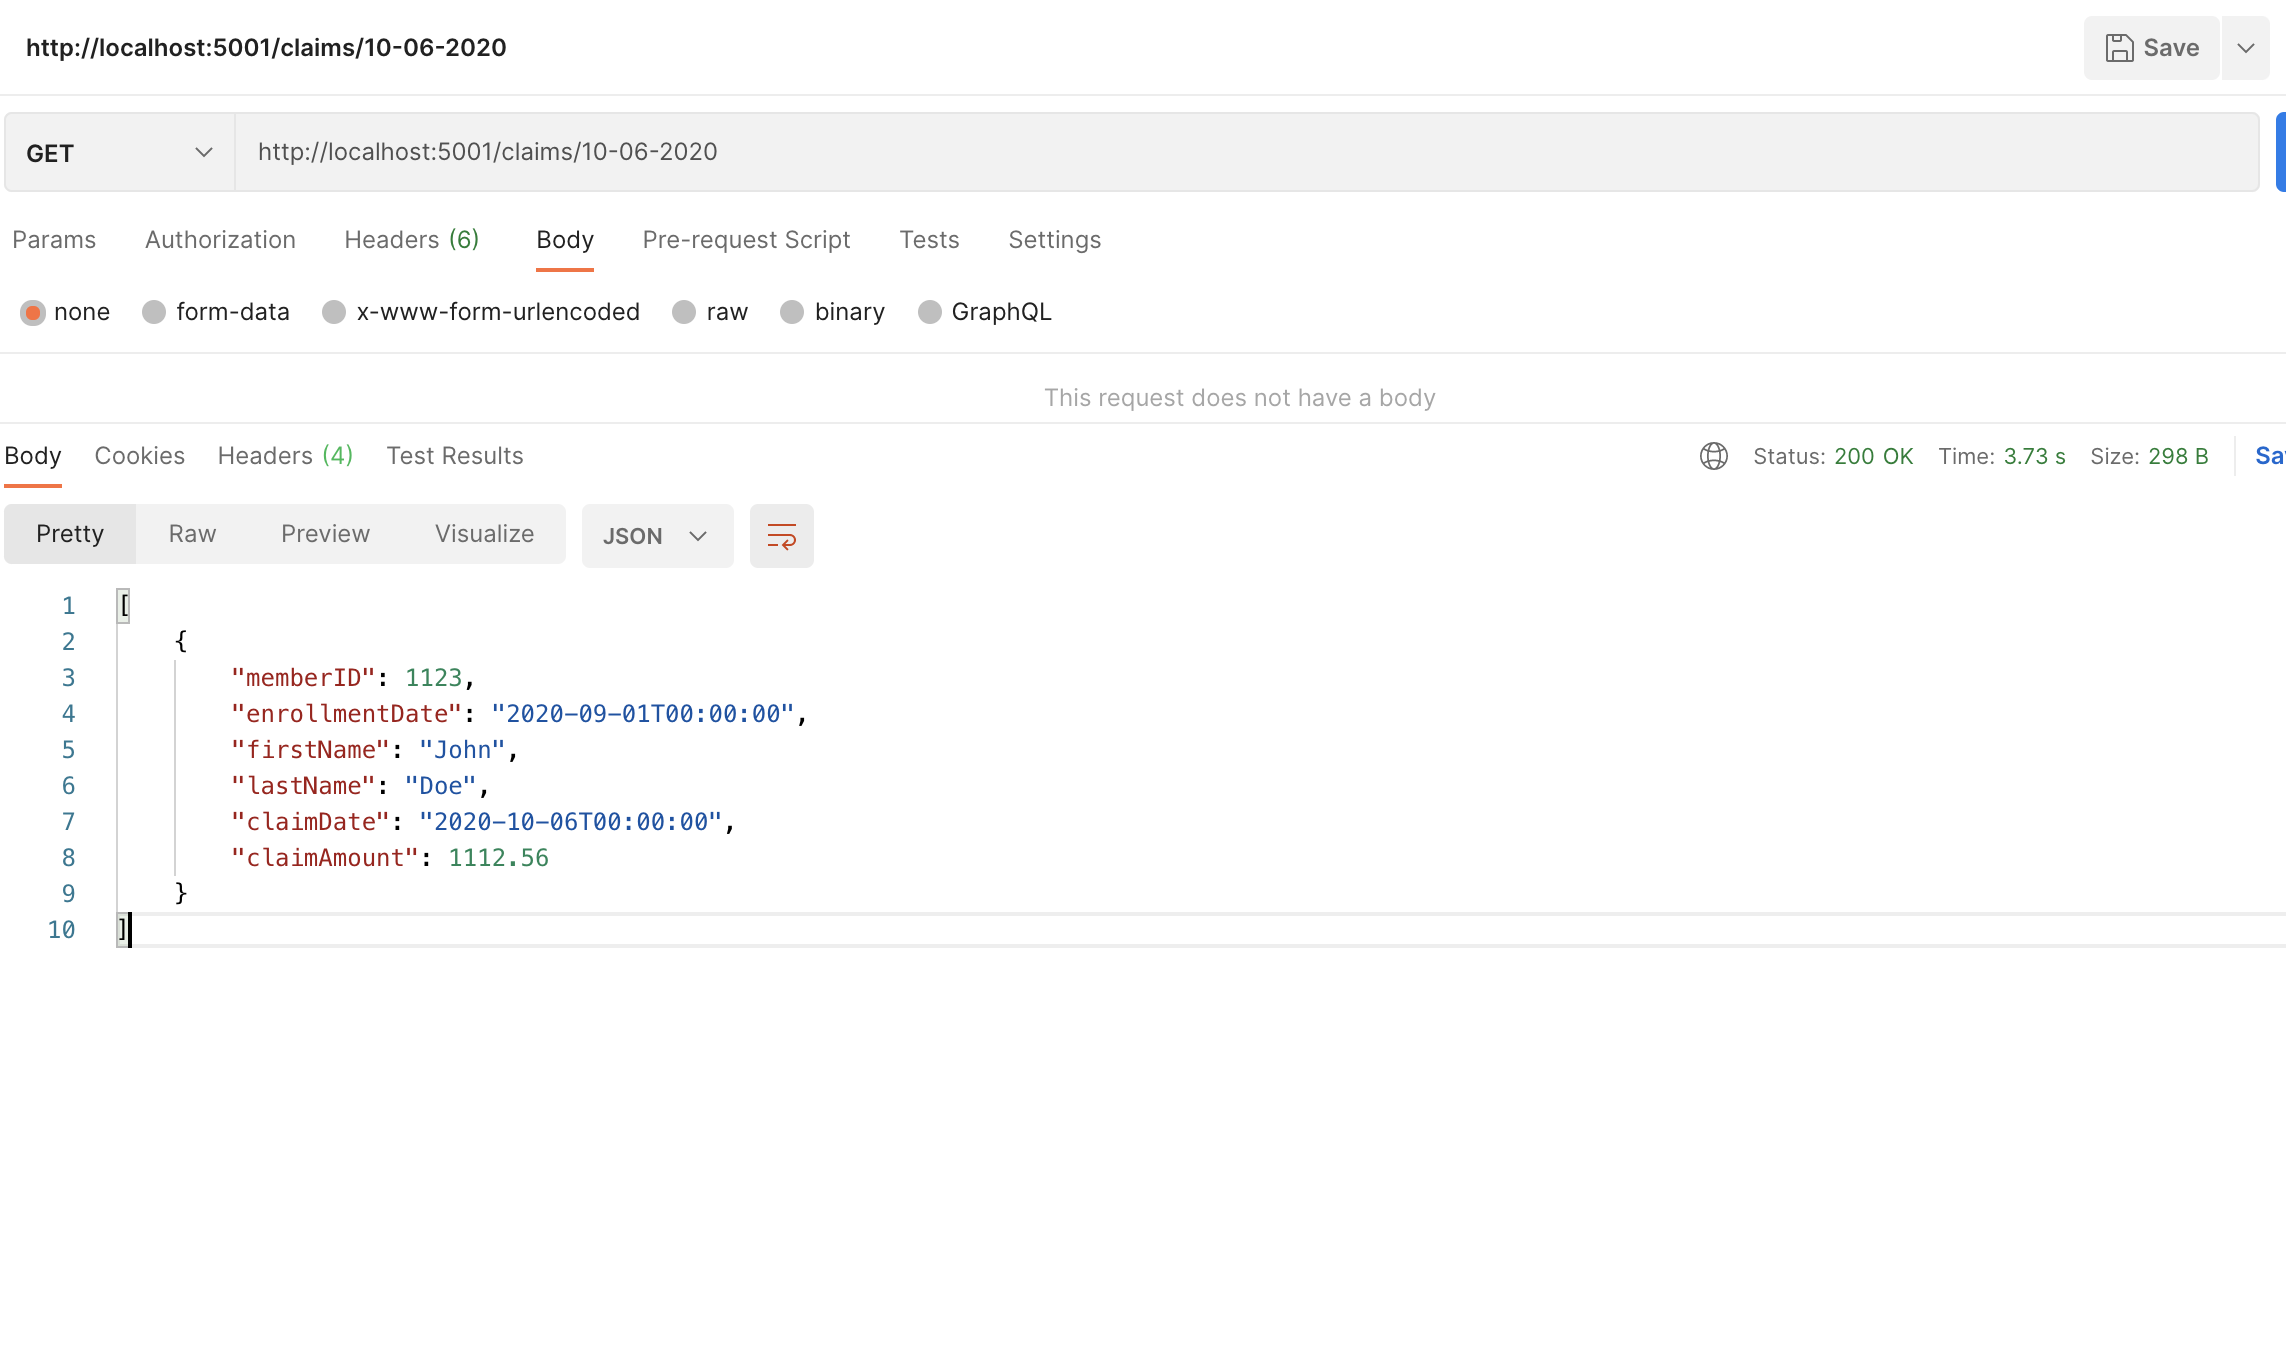 http://localhost:5001/claims/10-06-2020
Save
GET
http://localhost:5001/claims/10-06-2020
Params Authorization Headers (6) Body Pre-request Script Tests Settings
none form-data x-www-form-urlencoded raw binary GraphQL
This request does not have a body
Body Cookies Headers (4) Test Results Status: 200 OK Time: 3.73 s Size: 298 B
Pretty Raw Preview Visualize JSON
1 [
2 {
3 "memberID": 1123,
4 "enrollmentDate": "2020-09-01T00:00:00",
5 "firstName": "John",
6 "lastName": "Doe",
7 "claimDate": "2020-10-06T00:00:00",
8 "claimAmount": 1112.56
9 }
10 ]